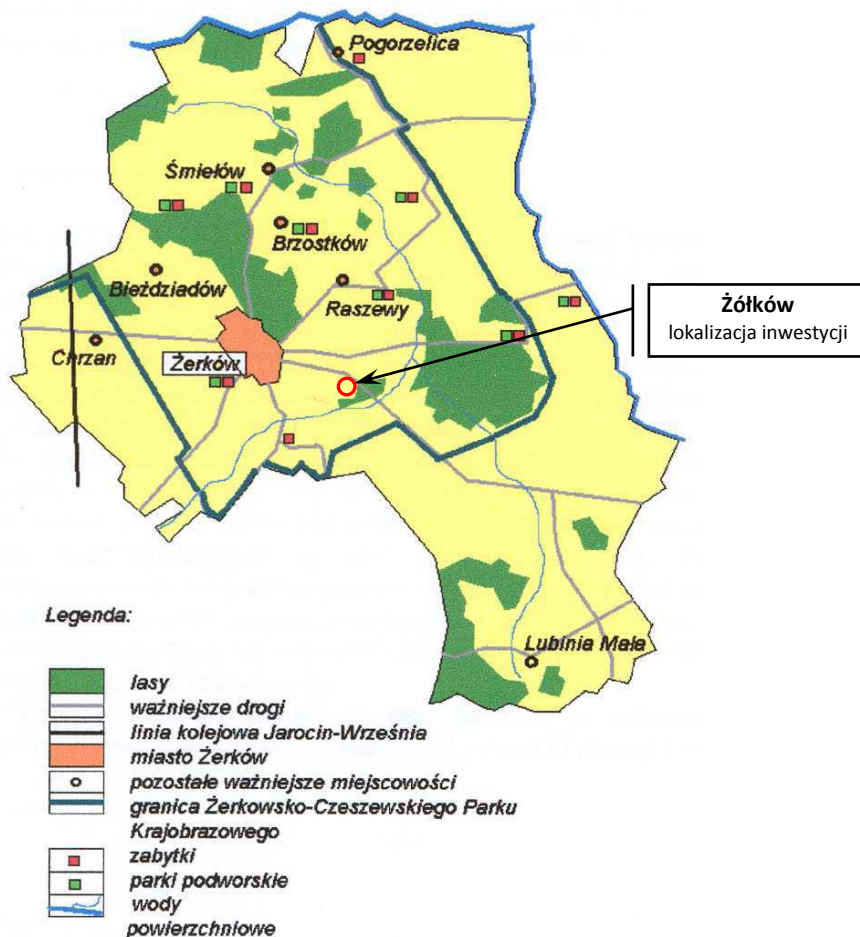 Pogorzelica
Śmiełów
Brzostków
Bieździadów
Raszewy
Żółków
lokalizacja inwestycji
Chrzan
Żerków
Lubinia Mała
Legenda:
lasy
ważniejsze drogi
linia kolejowa Jarocin-Września
miasto Żerków
pozostałe ważniejsze miejscowości
granica Żerkowsko-Czeszewskiego Parku
Krajobrazowego
zabytki
parki podworskie
wody
powierzchniowe